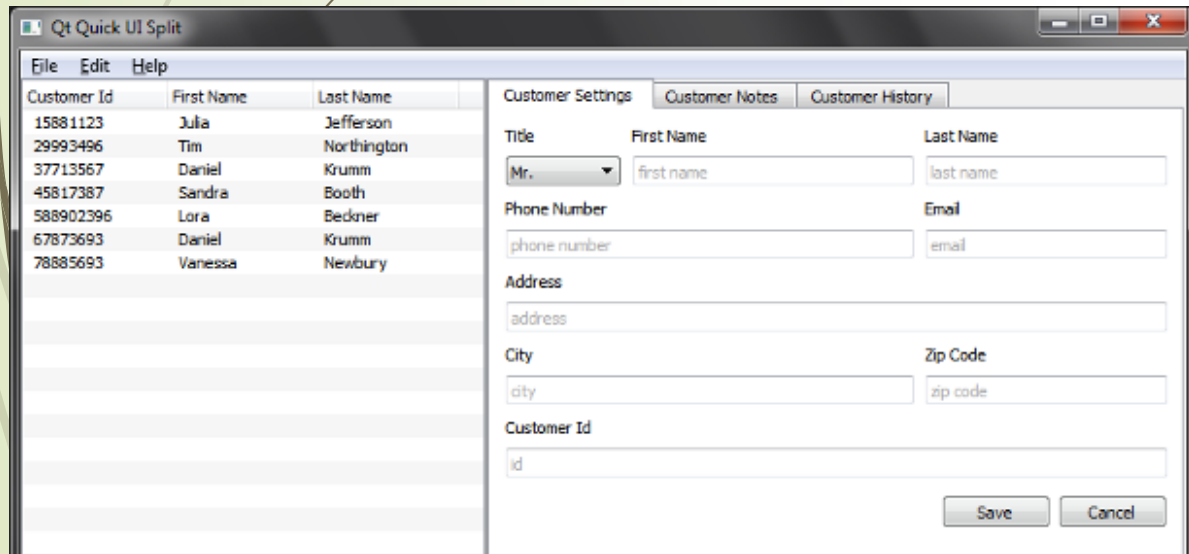 Qt Quick UI Split
File Edit Help
Customer Id First Name Last Name
15881123 Julia Jefferson
29993496 Tim Northington
37713567 Daniel Krumm
45817387 Sandra Booth
588902396 Lora Beckner
67873693 Daniel Krumm
78885693 Vanessa Newbury
Customer Settings Customer Notes Customer History
Title First Name Last Name
Mr. first name last name
Phone Number Email
phone number email
Address
address
City Zip Code
city zip code
Customer Id
id
Save Cancel